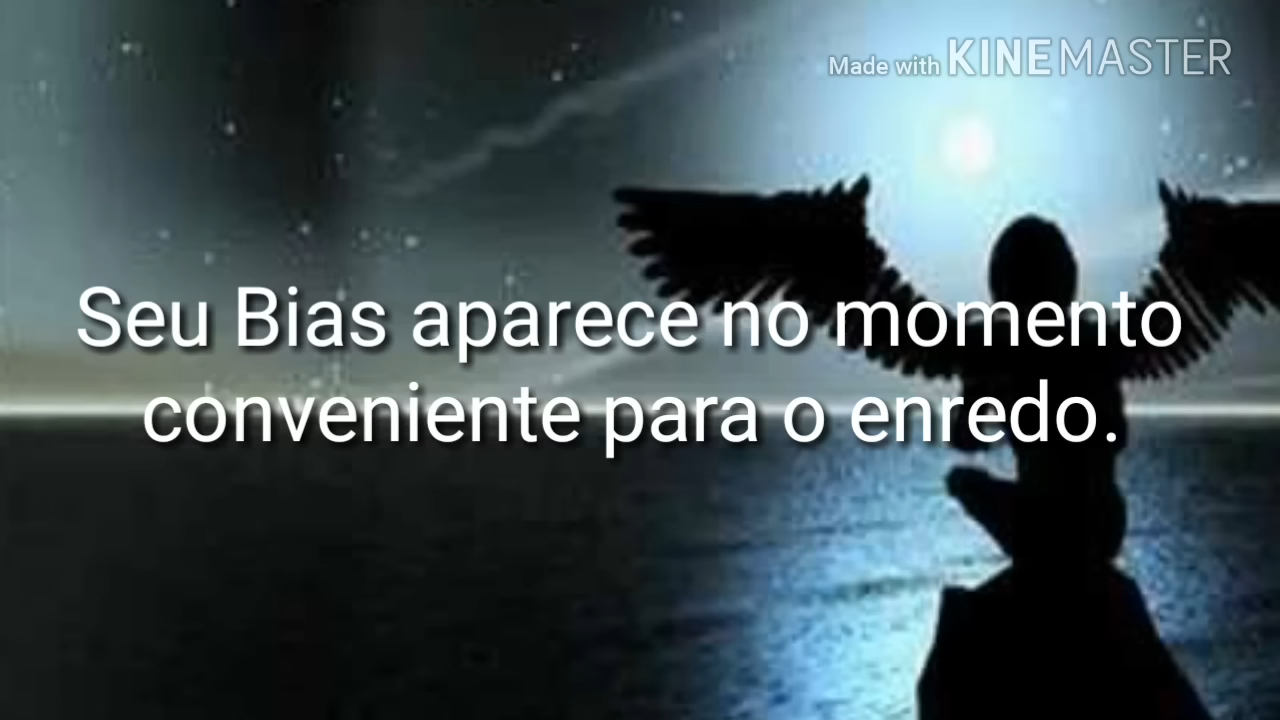 Made with KINEMASTER
Seu Bias aparece no momento
conveniente para o enredo.